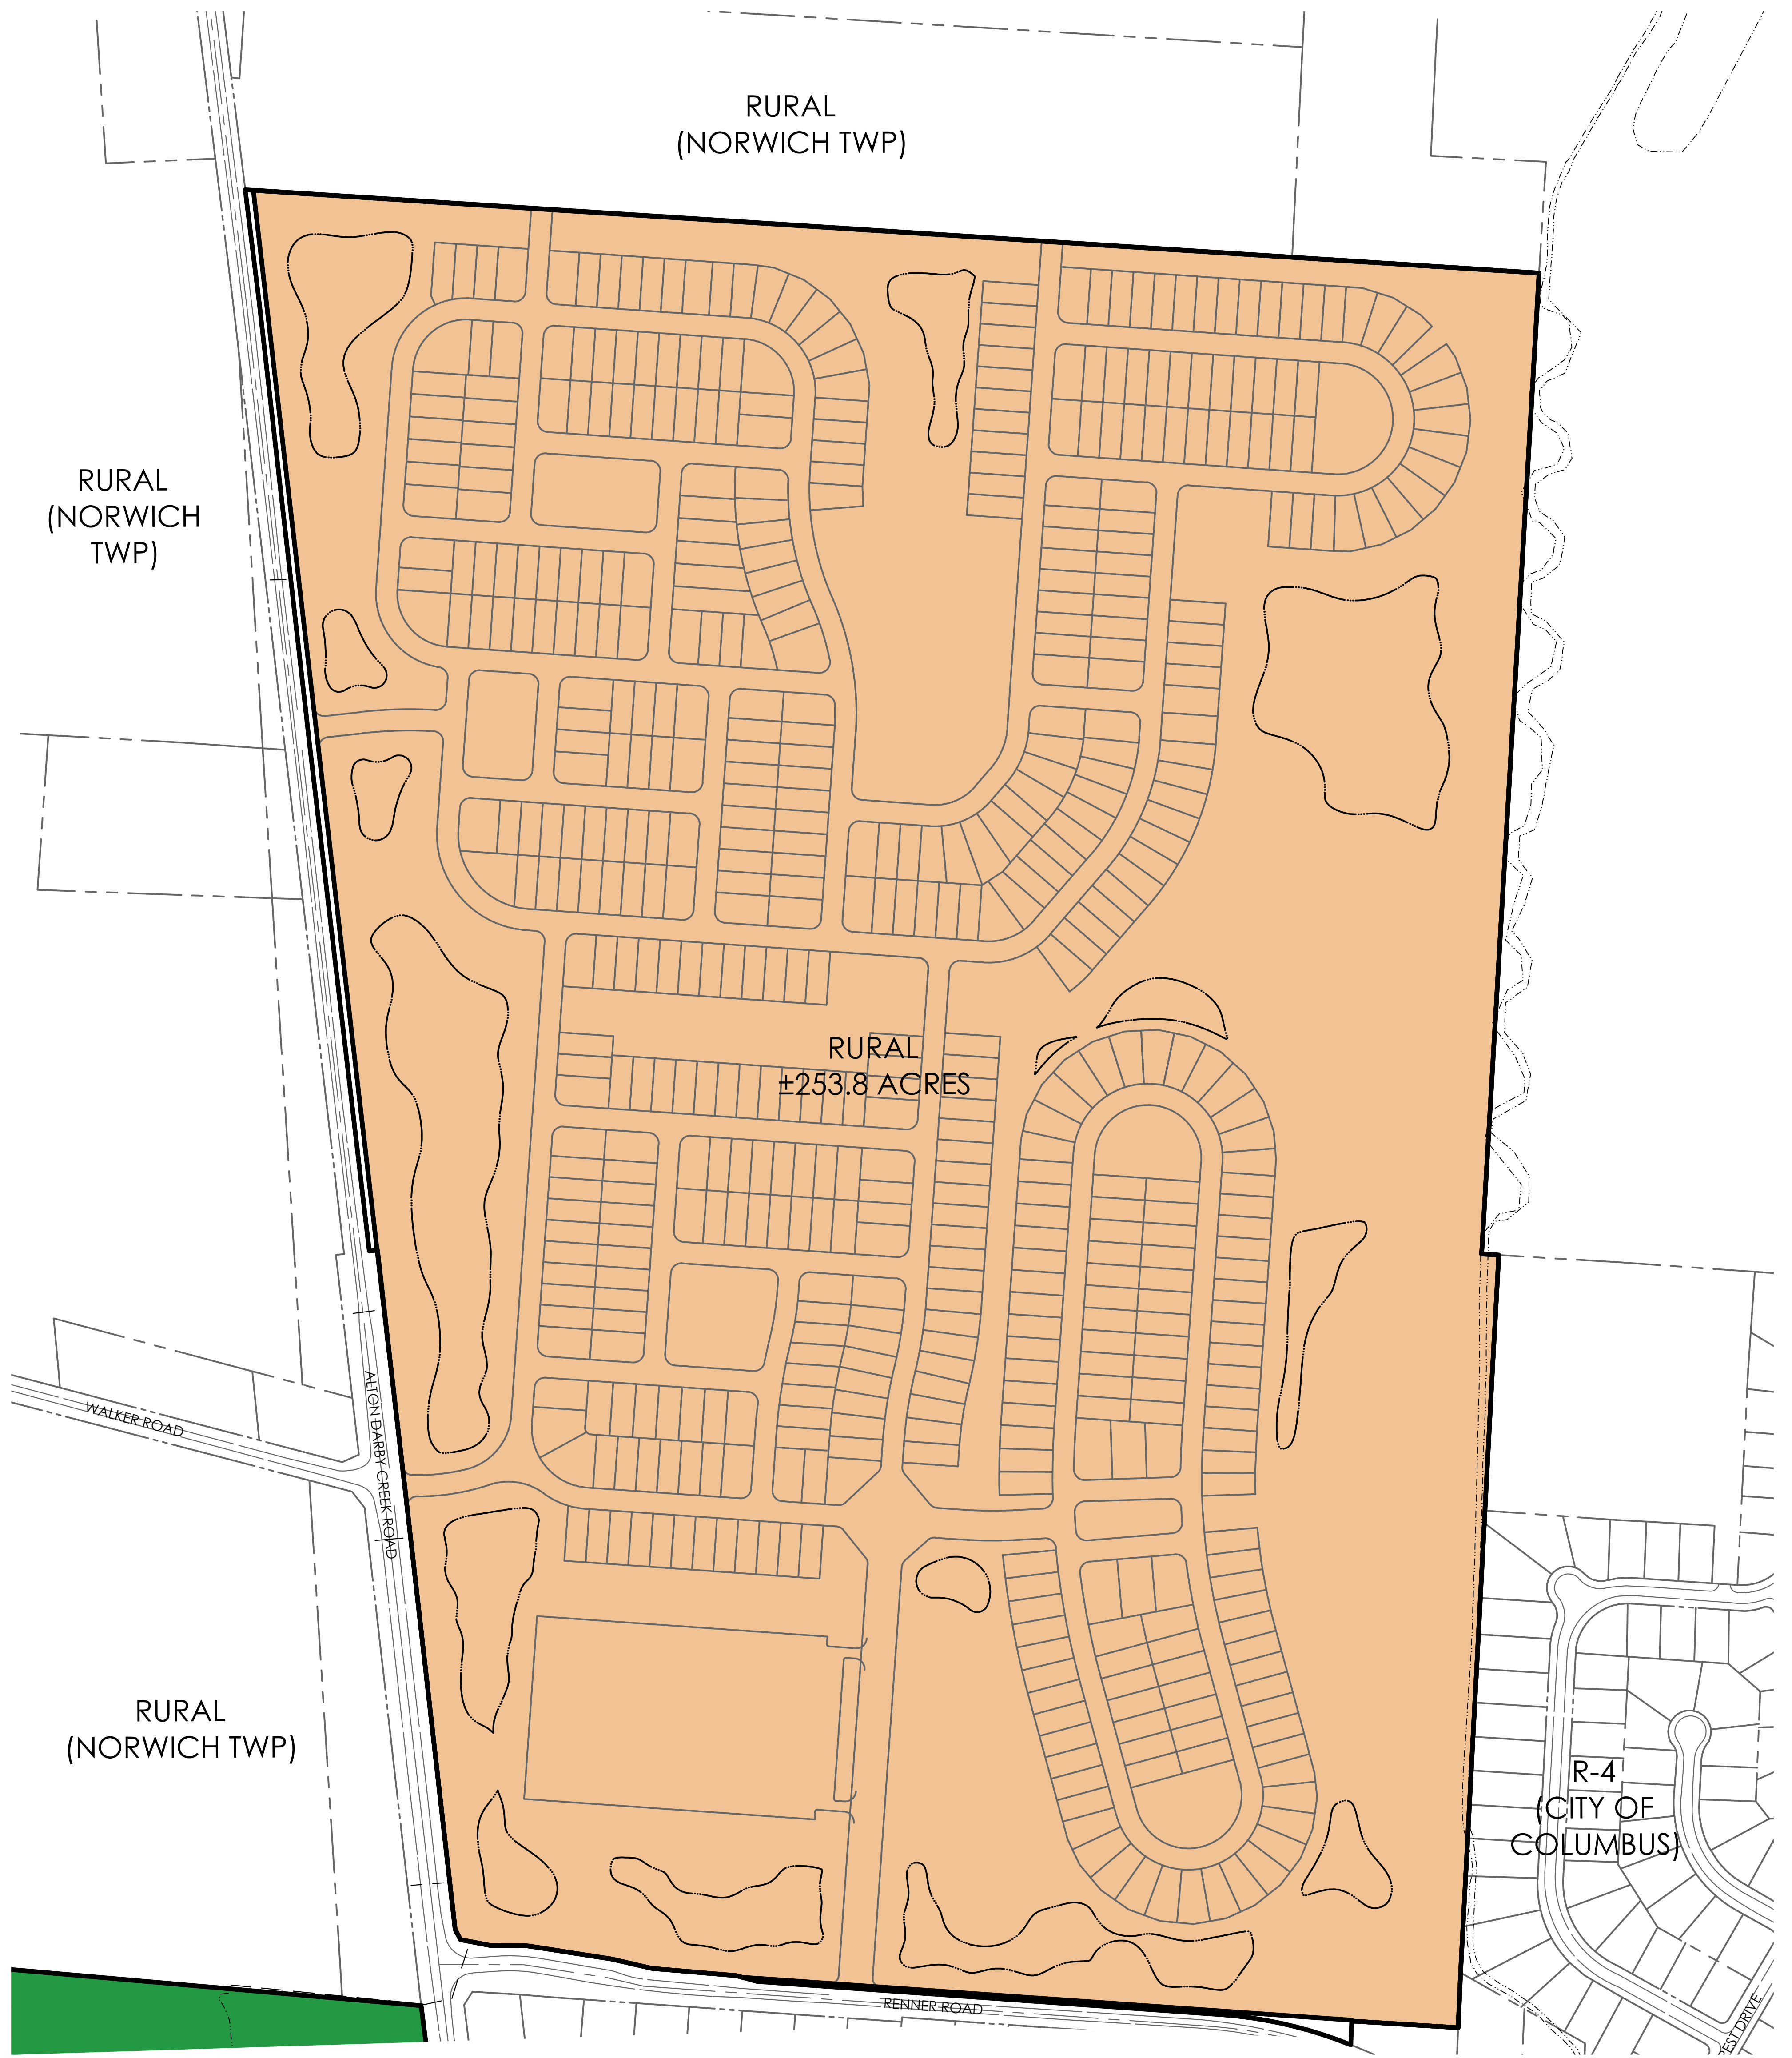 RURAL
(NORWICH TWP)
RURAL
(NORWICH
TWP)
RURAL
±253.8 ACRES
WALKER ROAD
ALTON DARBY CREEK ROAD
RURAL
(NORWICH TWP)
R-4
(CITY OF
COLUMBUS)
RENNER ROAD
DRIVE